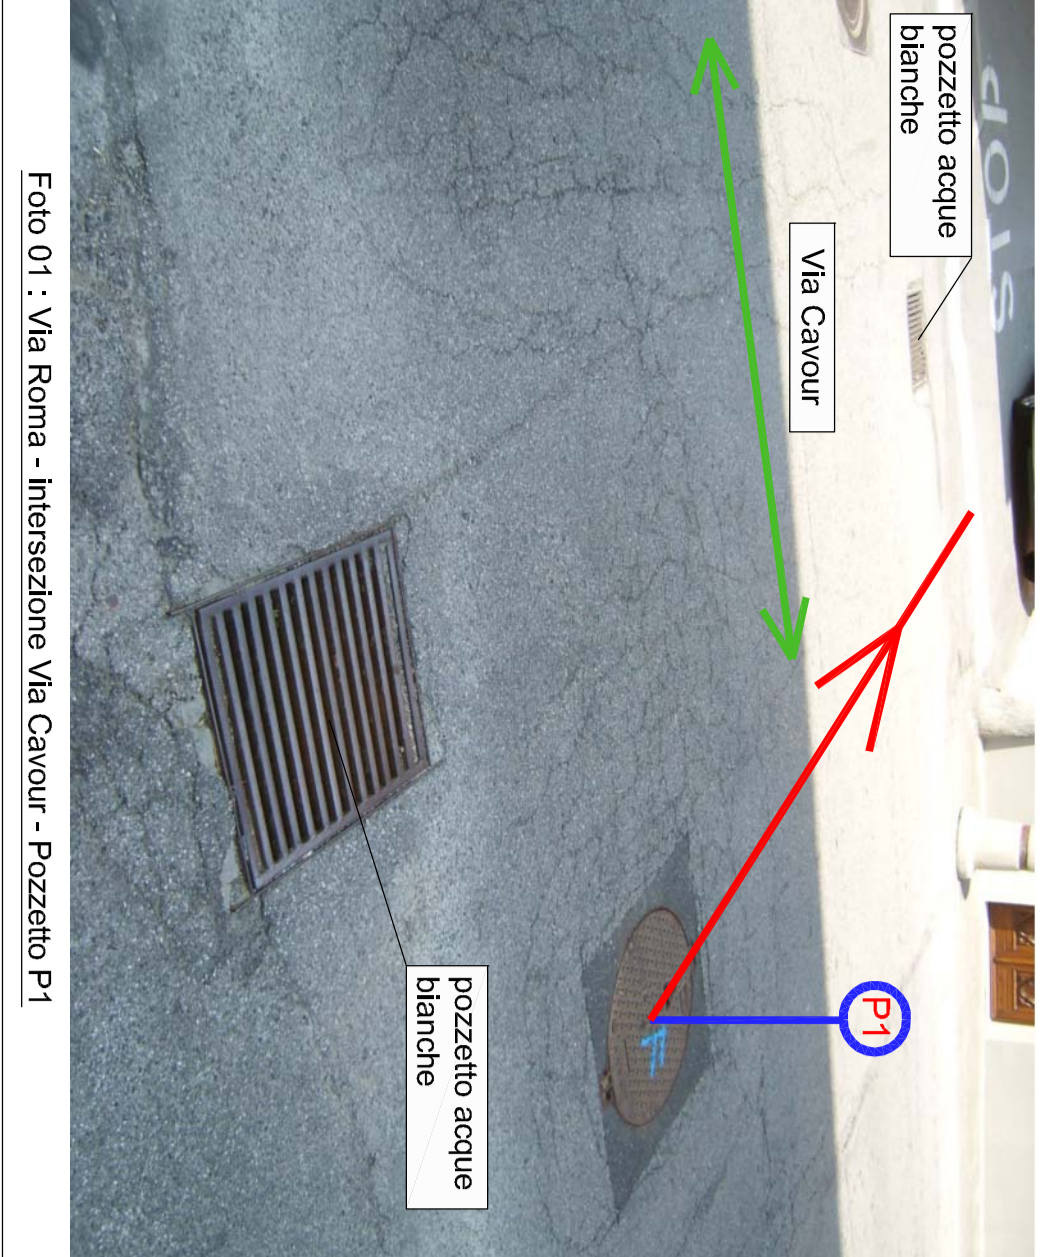 pozzetto acque
bianche
STOP
Via Cavour
P1
pozzetto acque
bianche
Foto 01 : Via Roma - intersezione Via Cavour - Pozzetto P1